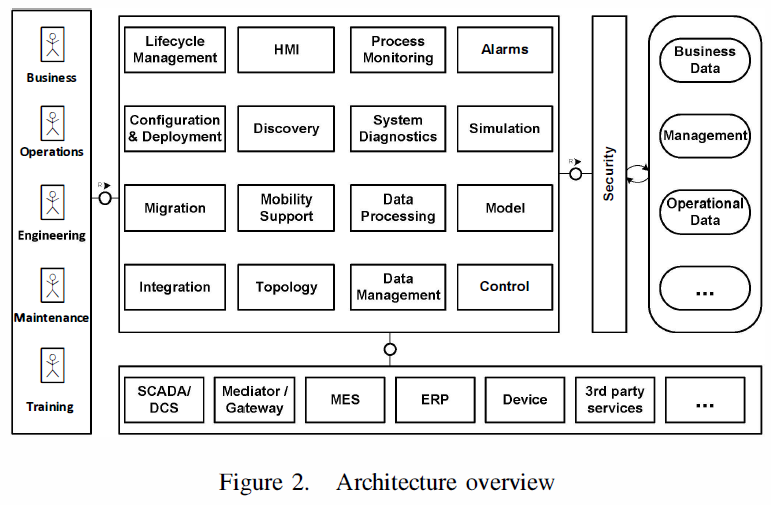 Business
Operations
Engineering
Maintenance
Training
R
Lifecycle
Management
HMI
Process
Monitoring
Alarms
Configuration
& Deployment
Discovery
System
Diagnostics
Simulation
Migration
Mobility
Support
Data
Processing
Model
Integration
Topology
Data
Management
Control
R
Security
Business
Data
Management
Operational
Data
...
SCADA/
DCS
Mediator /
Gateway
MES
ERP
Device
3rd party
services
...
Figure 2. Architecture overview